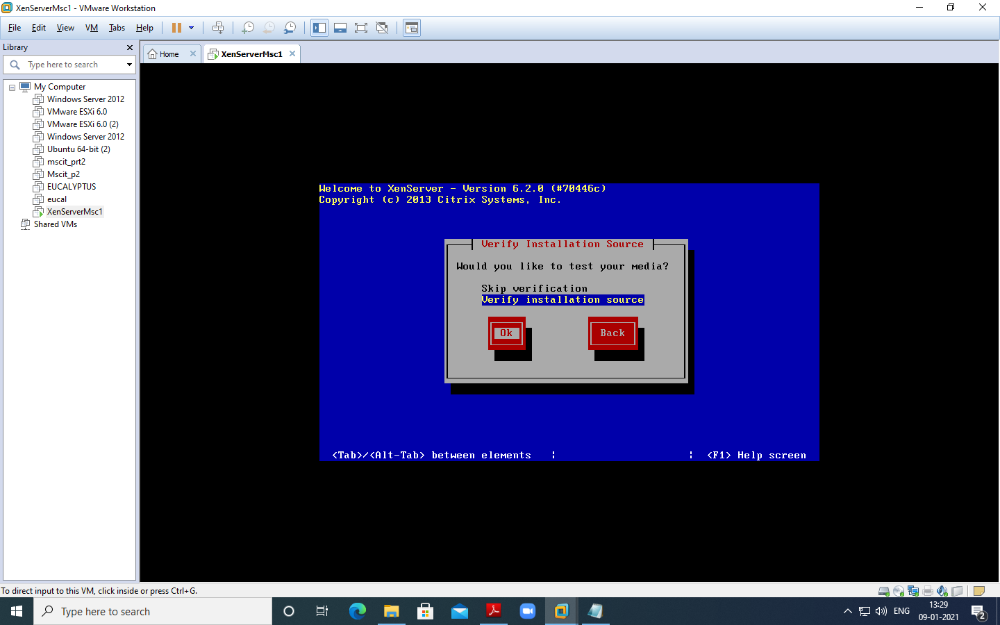 XenServerMsc1 - VMware Workstation
File Edit View VM Tabs Help
Library
Home
XenServerMsc1
Type here to search
My Computer
Windows Server 2012
VMware ESXi 6.0
VMware ESXi 6.0 (2)
Windows Server 2012
Ubuntu 64-bit (2)
mscit_prt2
Mscit_p2
EUCALYPTUS
eucal
XenServerMsc1
Shared VMs
Welcome to XenServer - Version 6.2.0 (#70446c)
Copyright (c) 2013 Citrix Systems, Inc.
Verify Installation Source
Would you like to test your media?
Skip verification
Verify installation source
Ok Back
<Tab>/<Alt-Tab> between elements ¦ ¦ <F1> Help screen
To direct input to this VM, click inside or press Ctrl+G.
Type here to search
ENG
13:29
09-01-2021
2